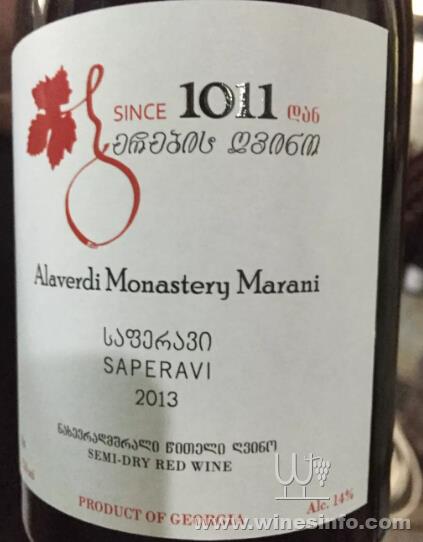 SINCE 1011 დან
ბერების ღვინო
Alaverdi Monastery Marani
საფერავი
SAPERAVI
2013
ნახევრადმშრალი წითელი ღვინო
SEMI-DRY RED WINE
PRODUCT OF GEORGIA
Alc. 14%
www.winesinfo.com